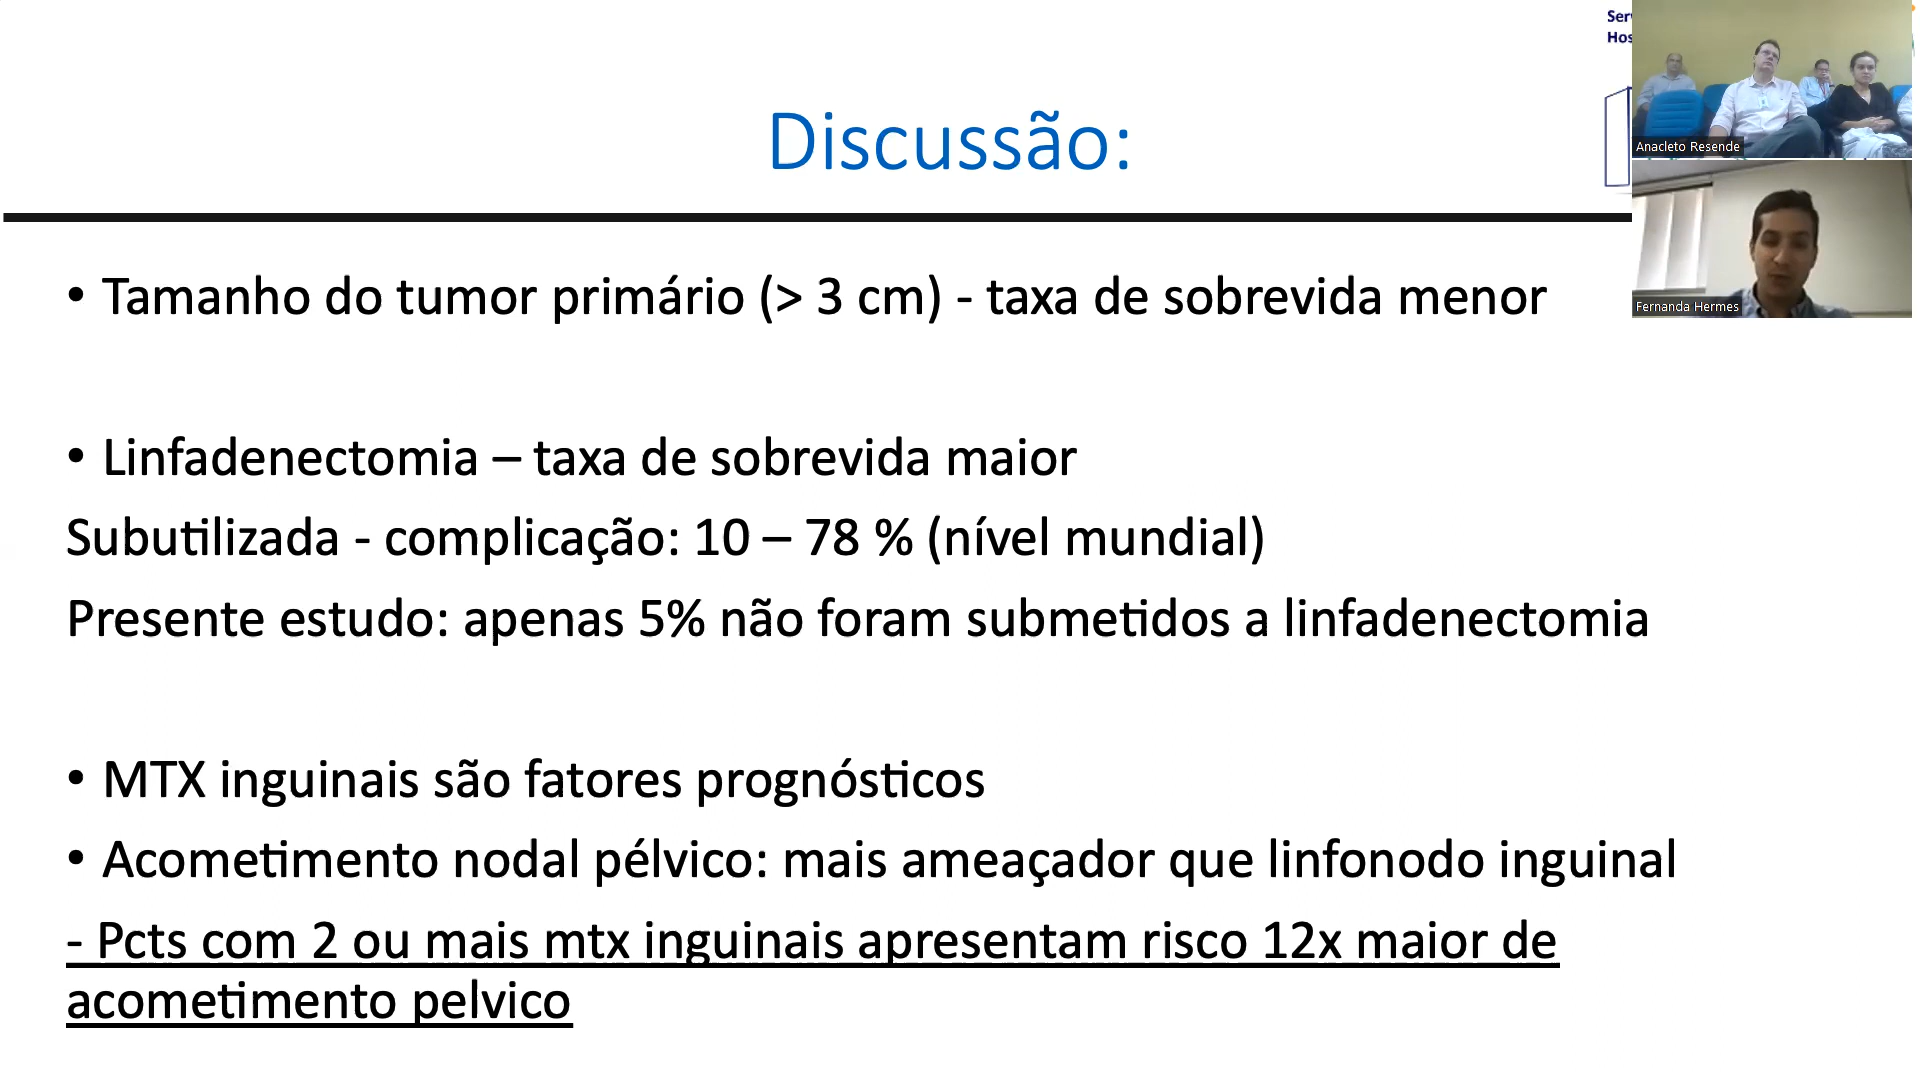 Discussão:
• Tamanho do tumor primário (> 3 cm) - taxa de sobrevida menor
• Linfadenectomia – taxa de sobrevida maior
Subutilizada - complicação: 10 – 78 % (nível mundial)
Presente estudo: apenas 5% não foram submetidos a linfadenectomia
• MTX inguinais são fatores prognósticos
• Acometimento nodal pélvico: mais ameaçador que linfonodo inguinal
- Pcts com 2 ou mais mtx inguinais apresentam risco 12x maior de
acometimento pelvico
Anacleto Resende
Fernanda Hermes